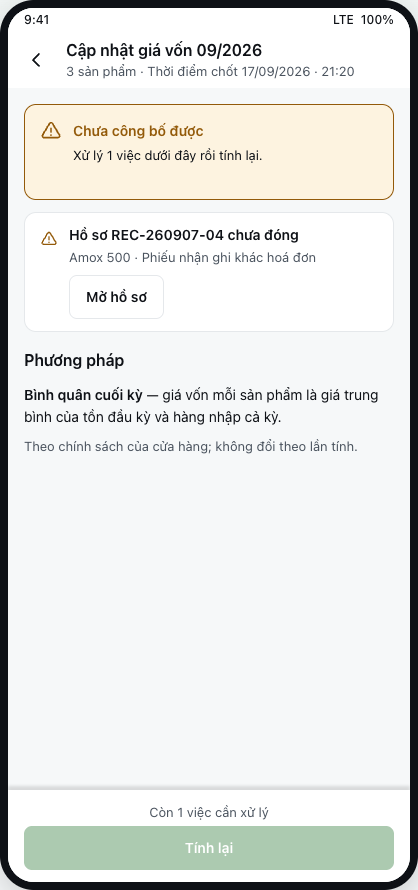 9:41
LTE 100%
Cập nhật giá vốn 09/2026
3 sản phẩm · Thời điểm chốt 17/09/2026 · 21:20
Chưa công bố được
Xử lý 1 việc dưới đây rồi tính lại.
Hồ sơ REC-260907-04 chưa đóng
Amox 500 · Phiếu nhận ghi khác hoá đơn
Mở hồ sơ
Phương pháp
Bình quân cuối kỳ — giá vốn mỗi sản phẩm là giá trung
bình của tồn đầu kỳ và hàng nhập cả kỳ.
Theo chính sách của cửa hàng; không đổi theo lần tính.
Còn 1 việc cần xử lý
Tính lại